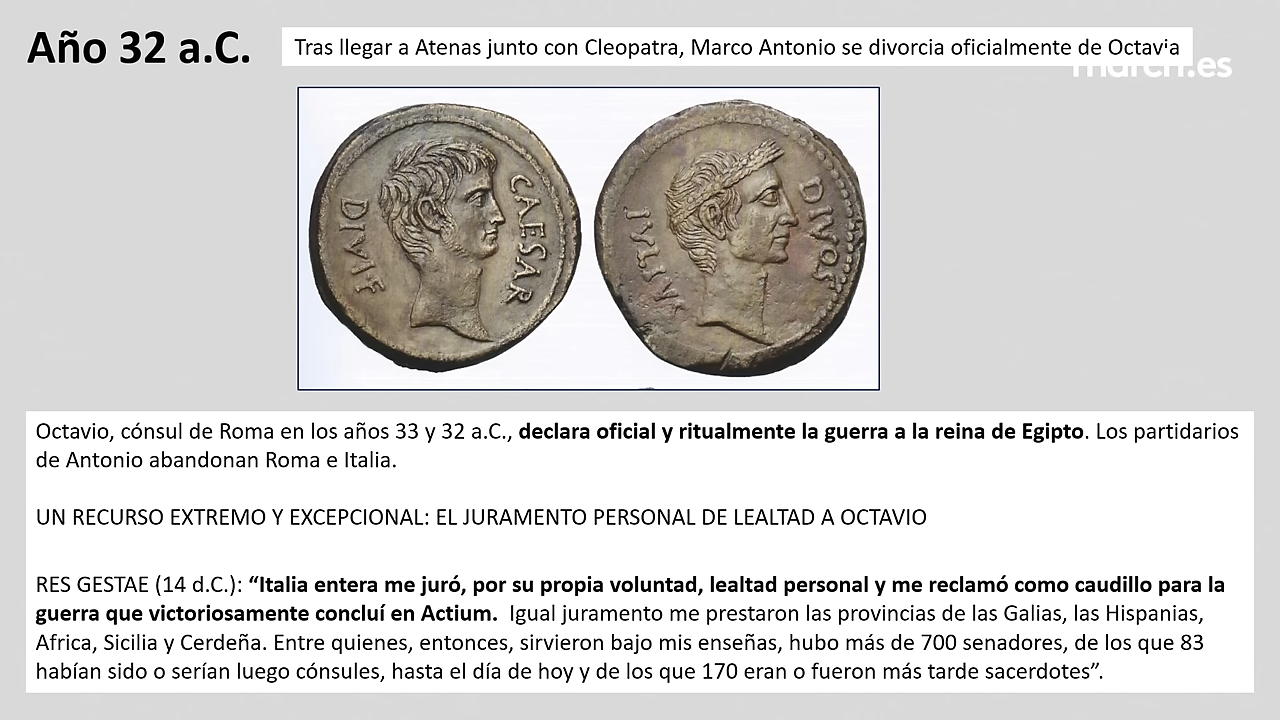 Año 32 a.C.
Tras llegar a Atenas junto con Cleopatra, Marco Antonio se divorcia oficialmente de Octavia
march.es
DIVI F
CAESAR
DIVOS
IVLIVS
Octavio, cónsul de Roma en los años 33 y 32 a.C., declara oficial y ritualmente la guerra a la reina de Egipto. Los partidarios
de Antonio abandonan Roma e Italia.
UN RECURSO EXTREMO Y EXCEPCIONAL: EL JURAMENTO PERSONAL DE LEALTAD A OCTAVIO
RES GESTAE (14 d.C.): “Italia entera me juró, por su propia voluntad, lealtad personal y me reclamó como caudillo para la
guerra que victoriosamente concluí en Actium. Igual juramento me prestaron las provincias de las Galias, las Hispanias,
Africa, Sicilia y Cerdeña. Entre quienes, entonces, sirvieron bajo mis enseñas, hubo más de 700 senadores, de los que 83
habían sido o serían luego cónsules, hasta el día de hoy y de los que 170 eran o fueron más tarde sacerdotes”.